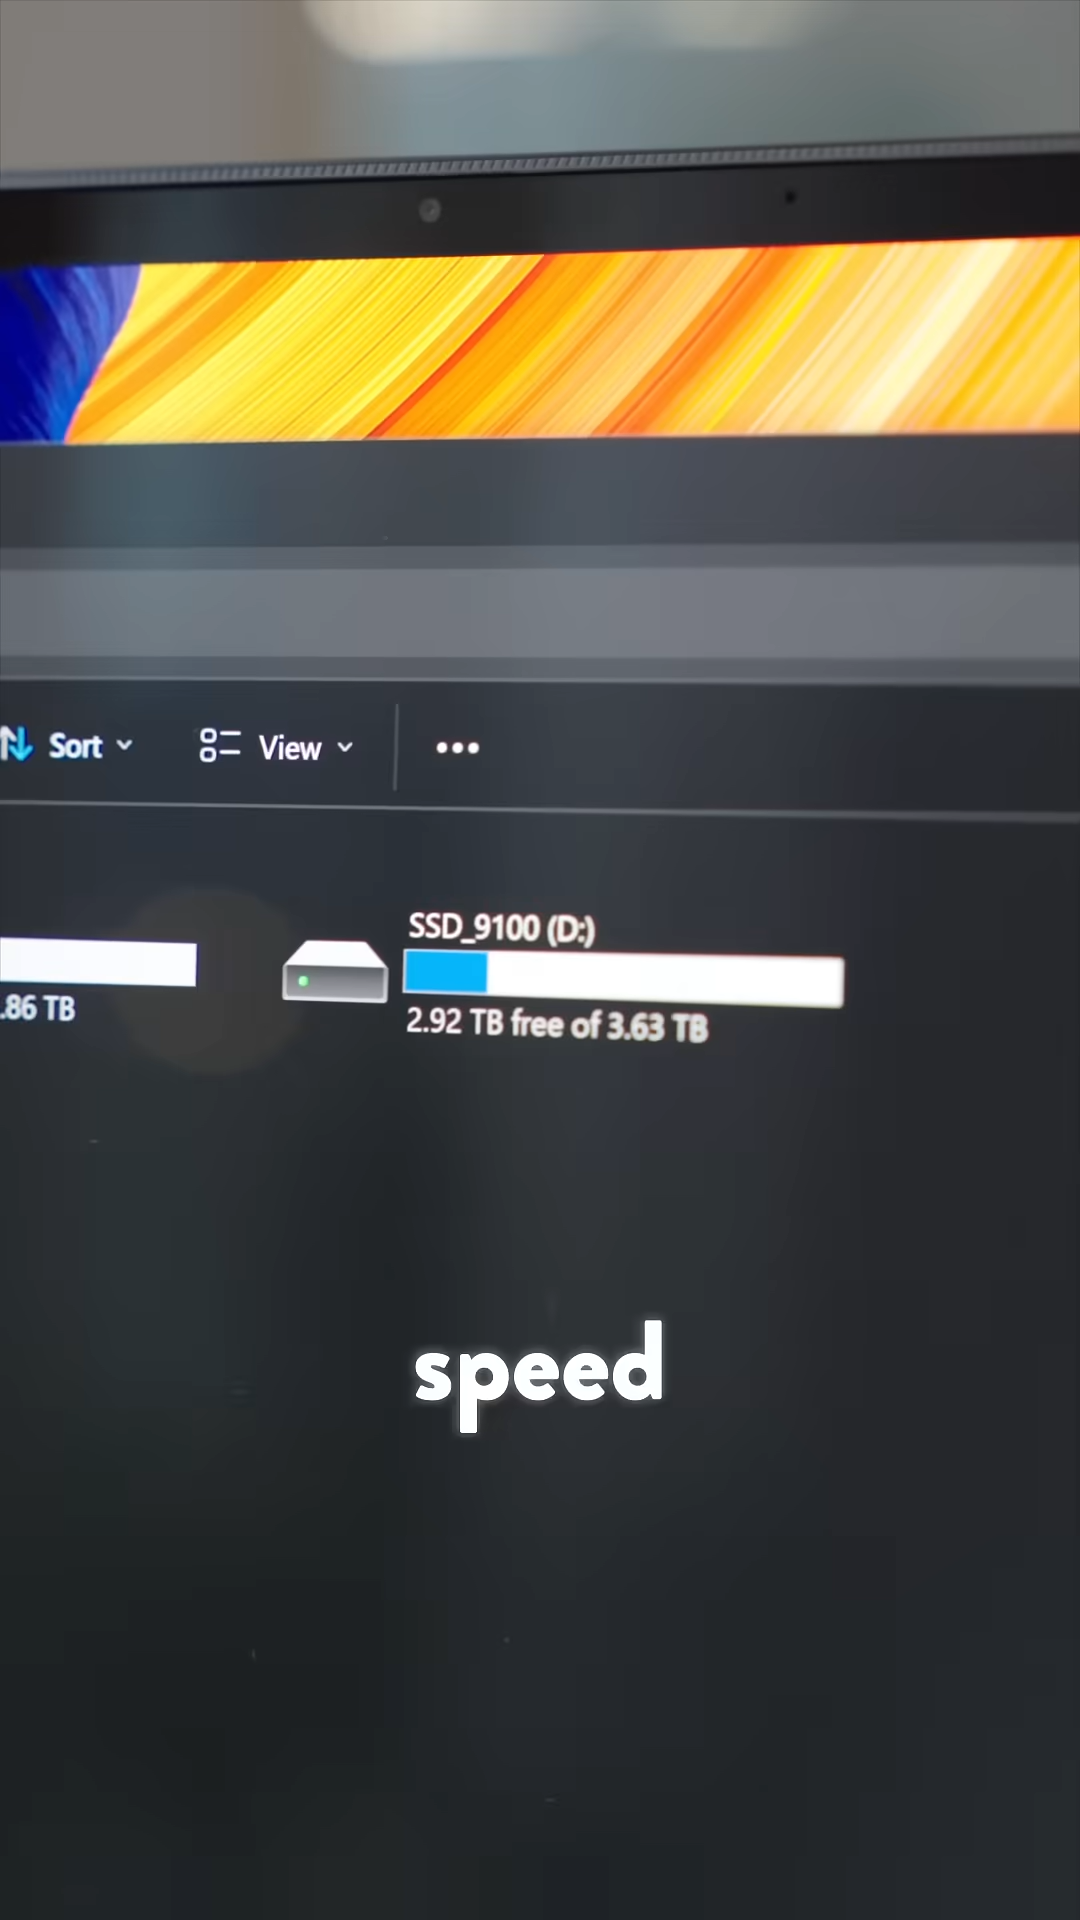 Sort
View
SSD_9100 (D:)
.86 TB
2.92 TB free of 3.63 TB
speed